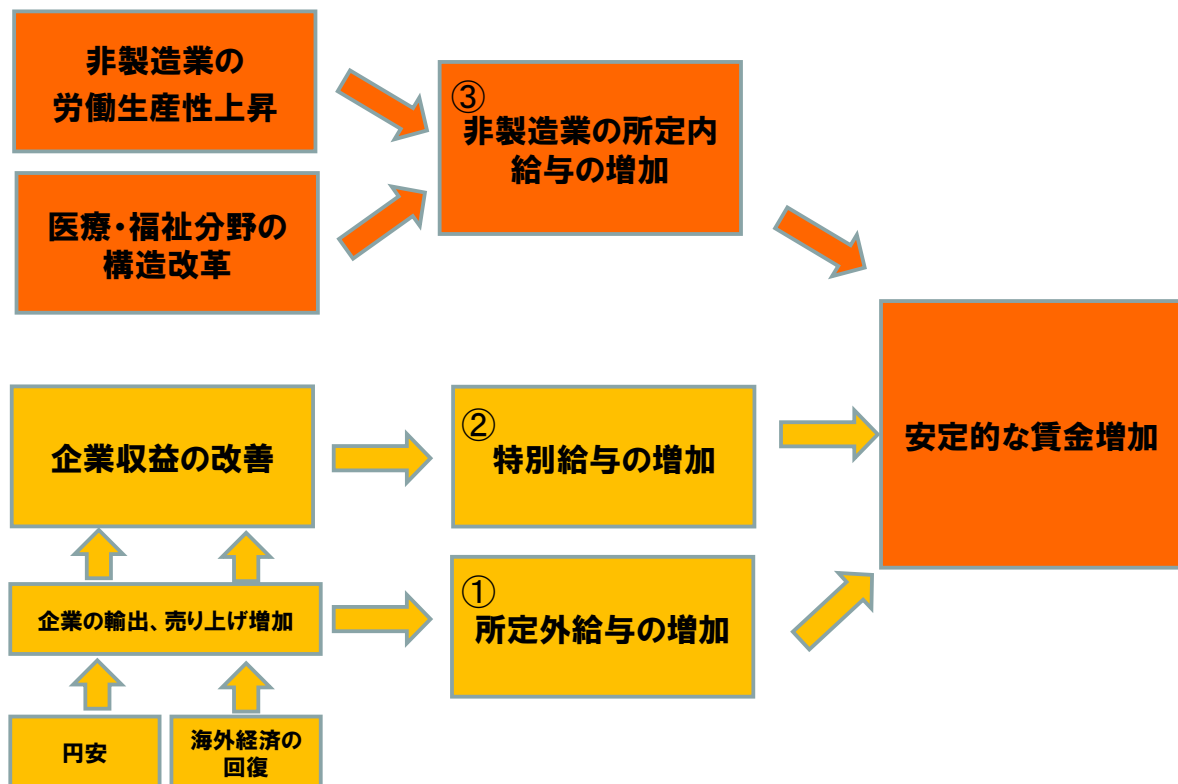 非製造業の
労働生産性上昇
③
非製造業の所定内
給与の増加
医療・福祉分野の
構造改革
企業収益の改善
②
特別給与の増加
安定的な賃金増加
企業の輸出、売り上げ増加
①
所定外給与の増加
円安
海外経済の
回復